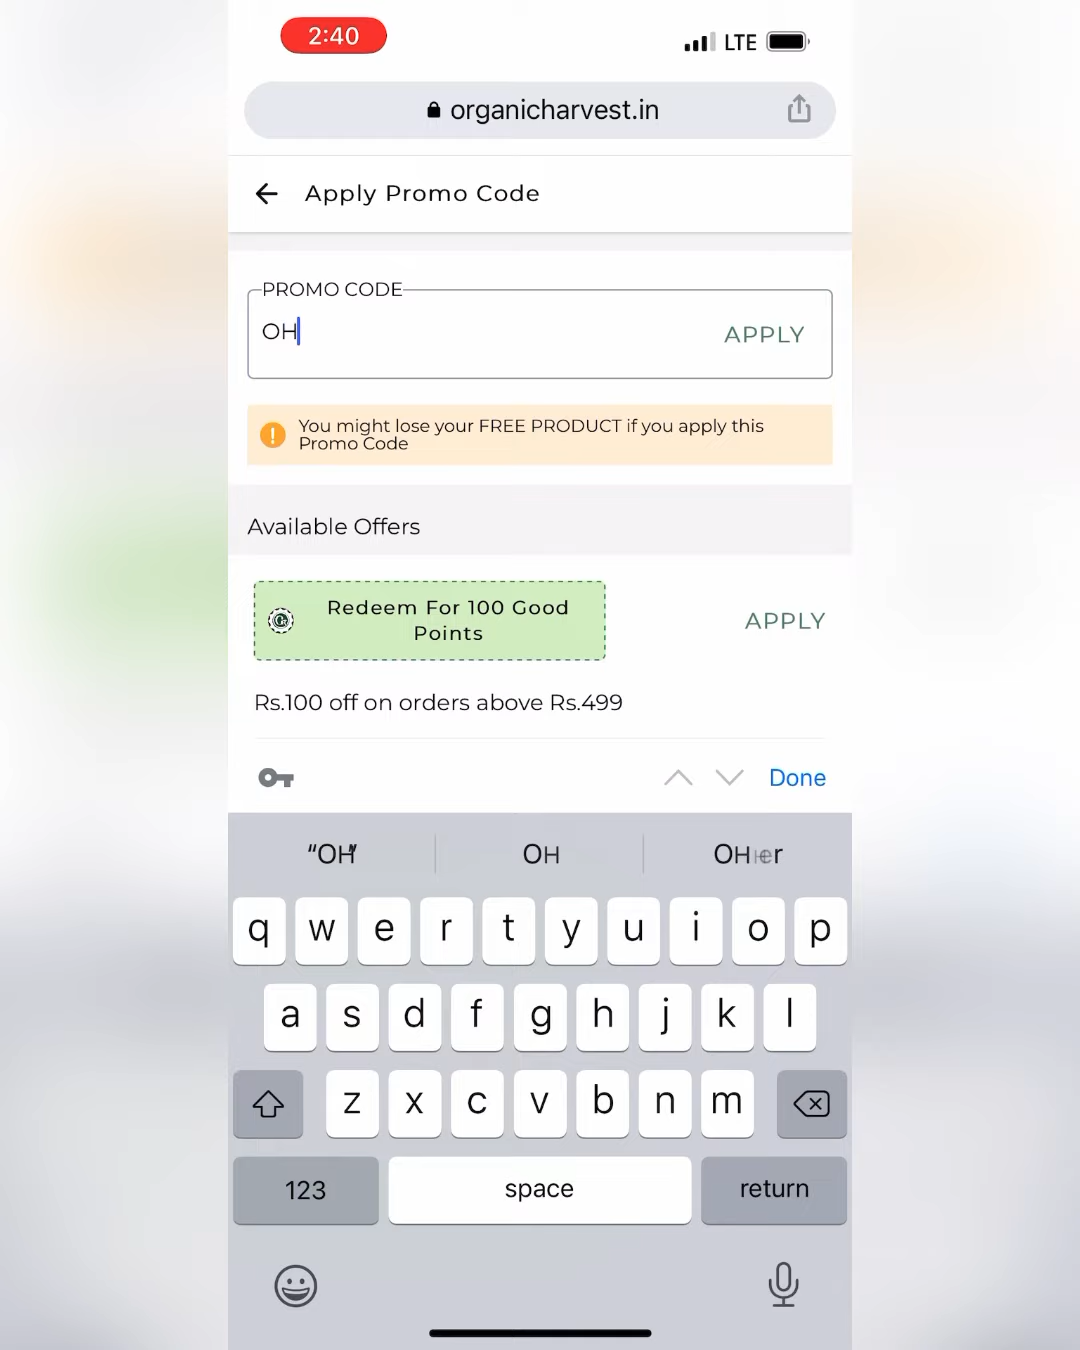 2:40
LTE
organicharvest.in
Apply Promo Code
PROMO CODE
OH
APPLY
You might lose your FREE PRODUCT if you apply this
Promo Code
Available Offers
Redeem For 100 Good
Points
APPLY
Rs.100 off on orders above Rs.499
Done
“OH”
OH
q w e r t y u i o p
a s d f g h j k l
z x c v b n m
123
space
return